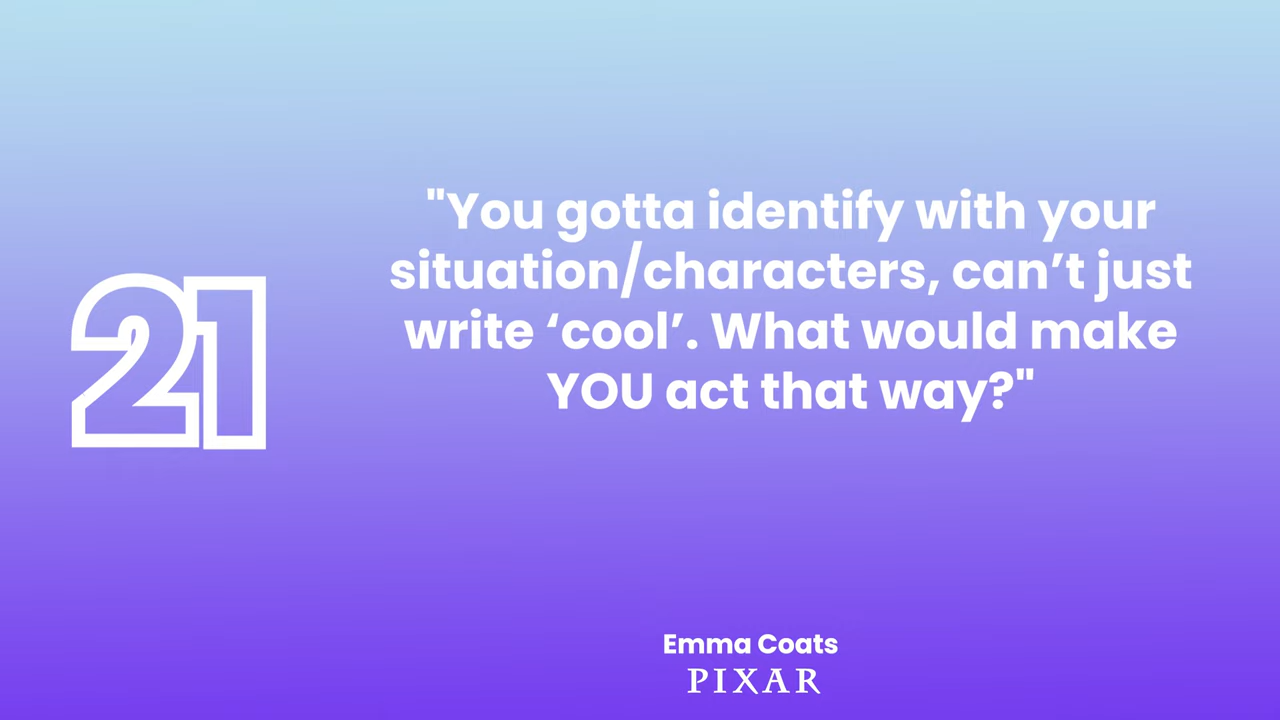 21
"You gotta identify with your
situation/characters, can’t just
write ‘cool’. What would make
YOU act that way?"
Emma Coats
PIXAR